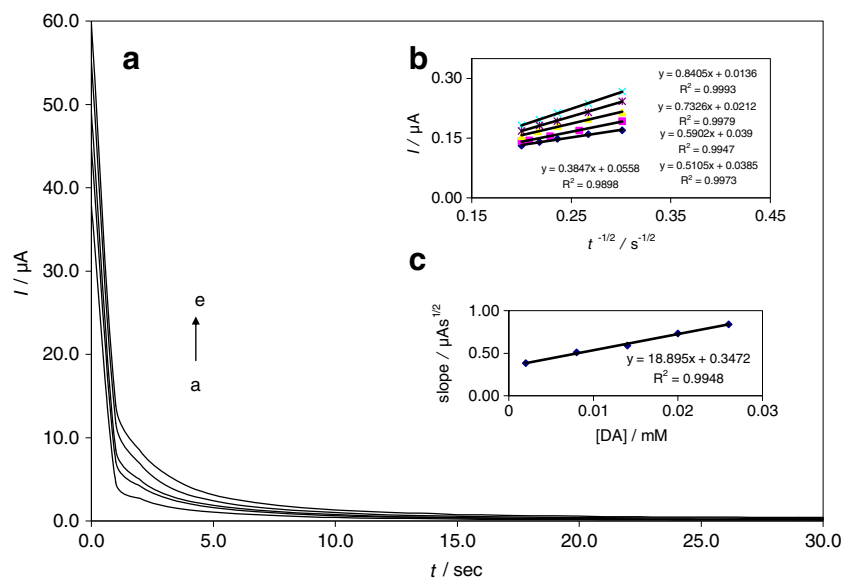 a
I / µA
60.0
50.0
40.0
30.0
20.0
10.0
0.0
0.0 5.0 10.0 15.0 20.0 25.0 30.0
t / sec
e
a
b
I / µA
0.30
0.15
0.00
0.15 0.25 0.35 0.45
t -1/2 / s-1/2
y = 0.8405x + 0.0136
R2 = 0.9993
y = 0.7326x + 0.0212
R2 = 0.9979
y = 0.5902x + 0.039
R2 = 0.9947
y = 0.5105x + 0.0385
R2 = 0.9973
y = 0.3847x + 0.0558
R2 = 0.9898
c
slope / µAs1/2
1.00
0.50
0.00
0 0.01 0.02 0.03
[DA] / mM
y = 18.895x + 0.3472
R2 = 0.9948